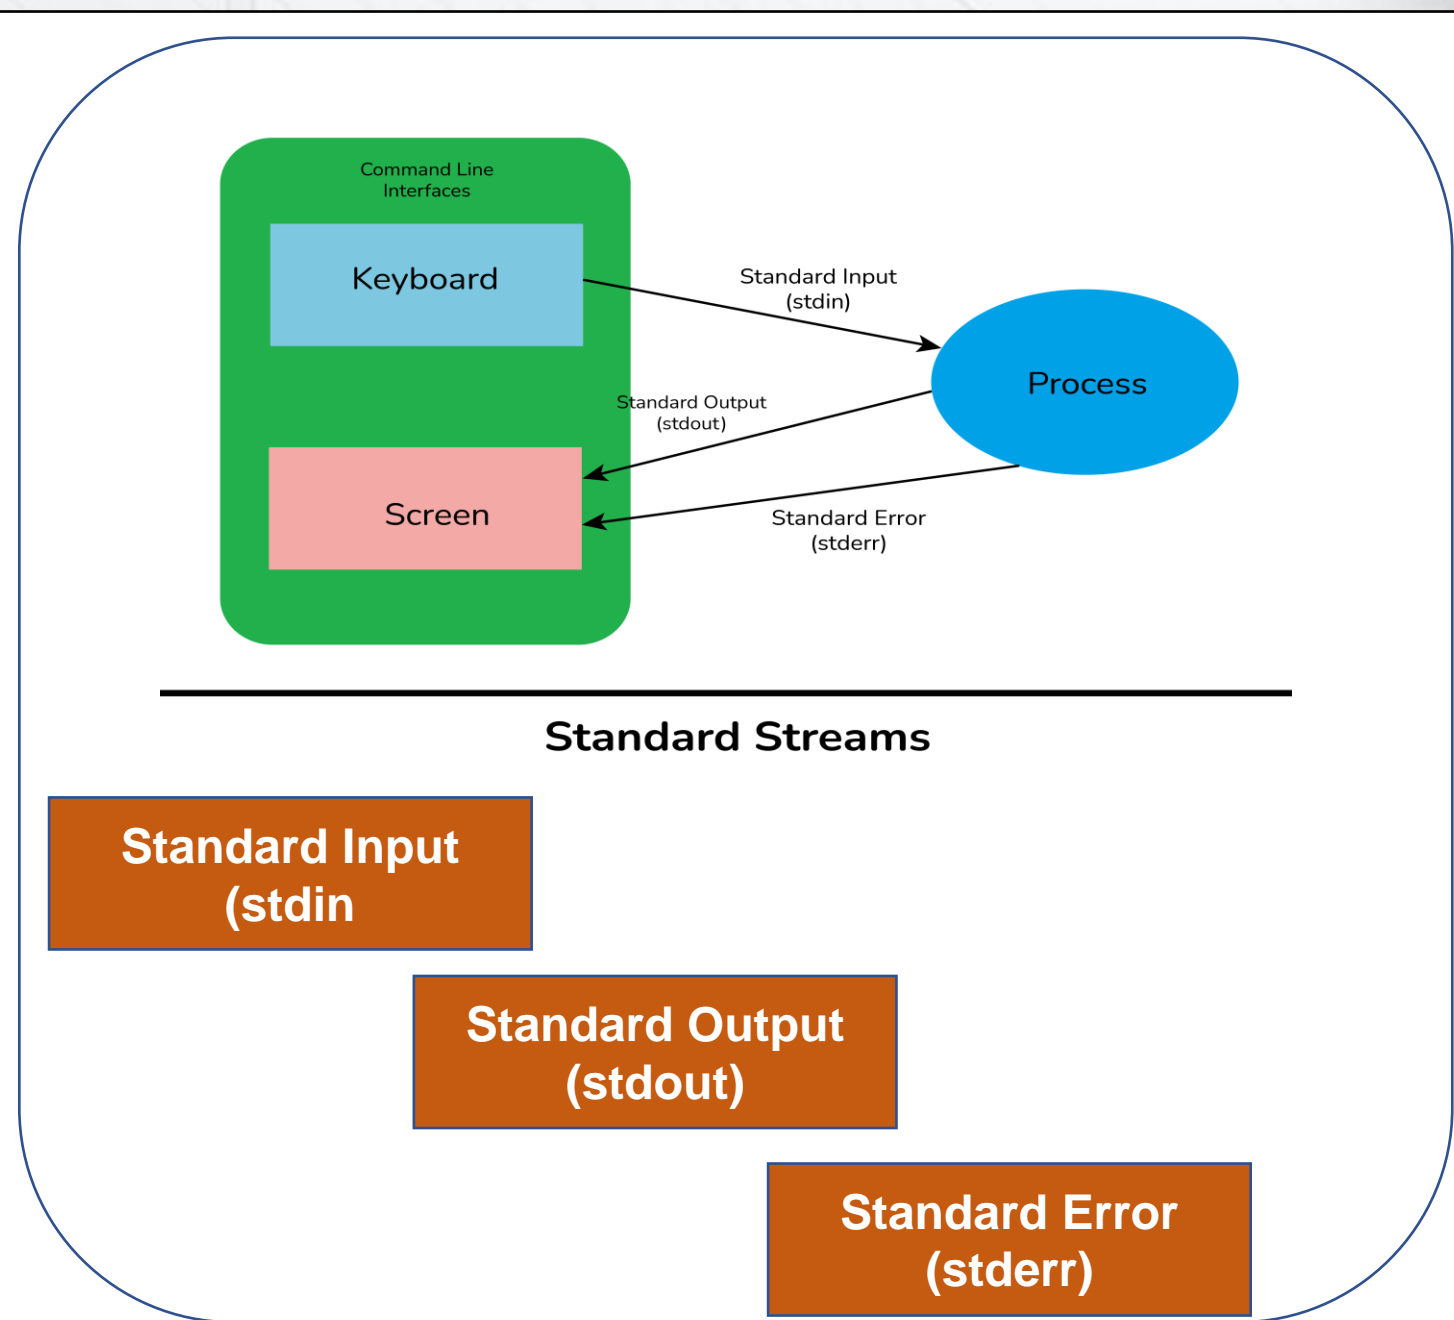 Command Line
Interfaces
Keyboard
Standard Input
(stdin)
Process
Standard Output
(stdout)
Screen
Standard Error
(stderr)
Standard Streams
Standard Input
(stdin
Standard Output
(stdout)
Standard Error
(stderr)